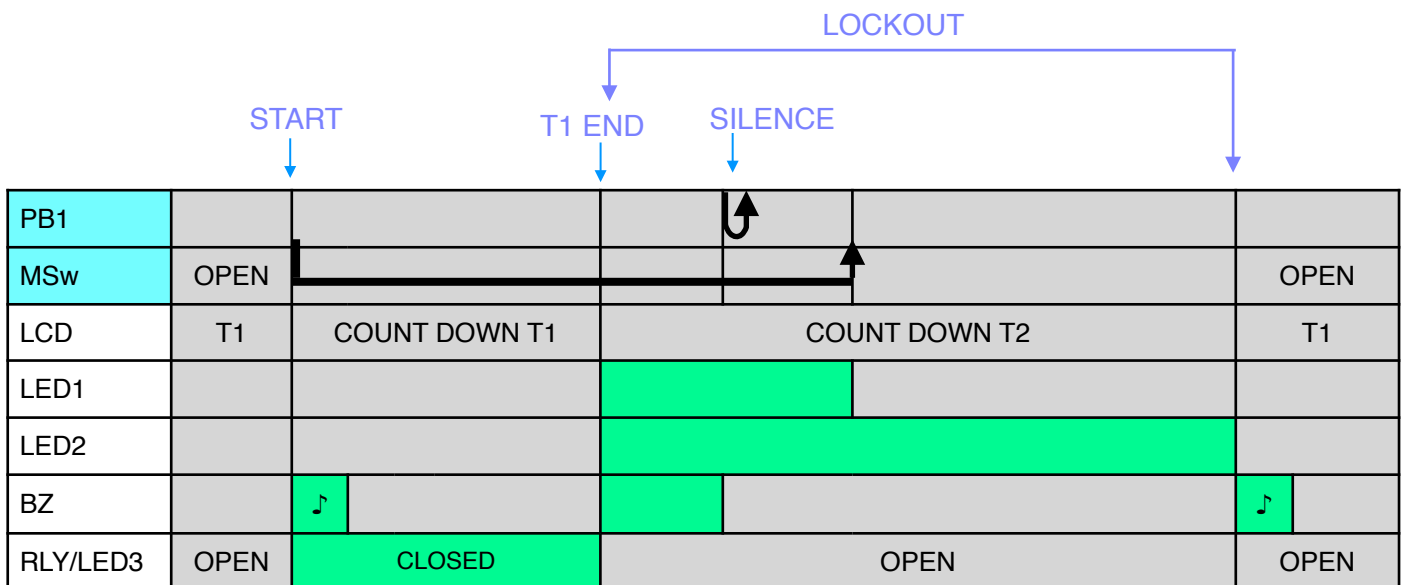 LOCKOUT
START
T1 END
SILENCE
PB1
MSw OPEN OPEN
LCD T1 COUNT DOWN T1 COUNT DOWN T2 T1
LED1
LED2
BZ ♪ ♪
RLY/LED3 OPEN CLOSED OPEN OPEN